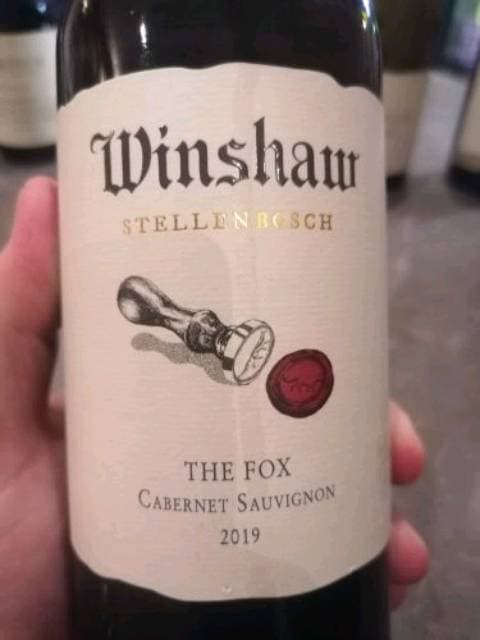 Winshaw
STELLENBOSCH
THE FOX
CABERNET SAUVIGNON
2019